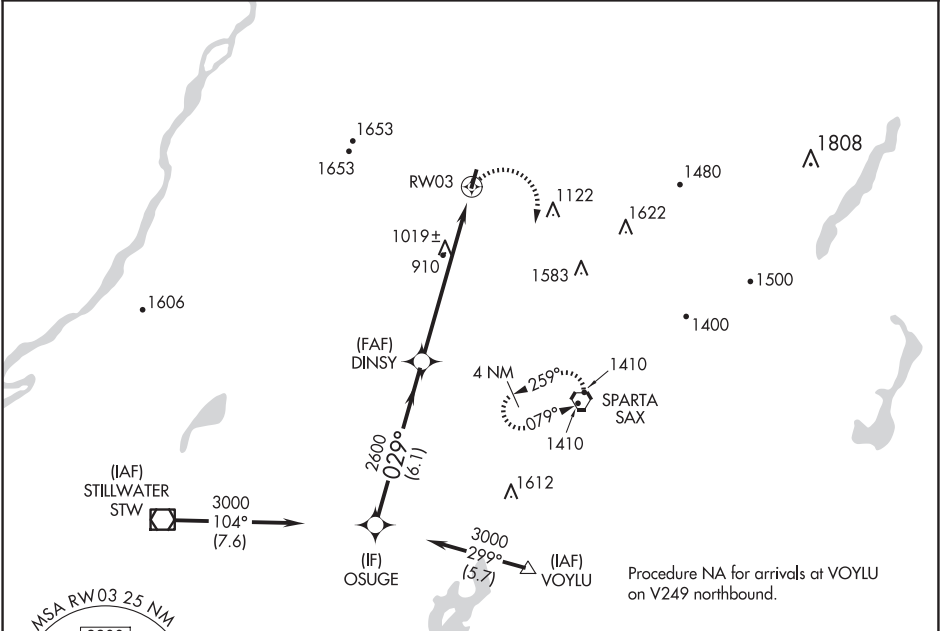 1653
1653
1808
1480
RW03
1122
1622
1019±
910
1583
1500
1606
1400
(FAF)
DINSY
4 NM
259°
1410
079°
SPARTA
SAX
1410
2600
029°
(6.1)
(IAF)
STILLWATER
STW
3000
104°
(7.6)
1612
3000
299°
(5.7)
(IF)
OSUGE
(IAF)
VOYLU
Procedure NA for arrivals at VOYLU
on V249 northbound.
MSA RW03 25 NM